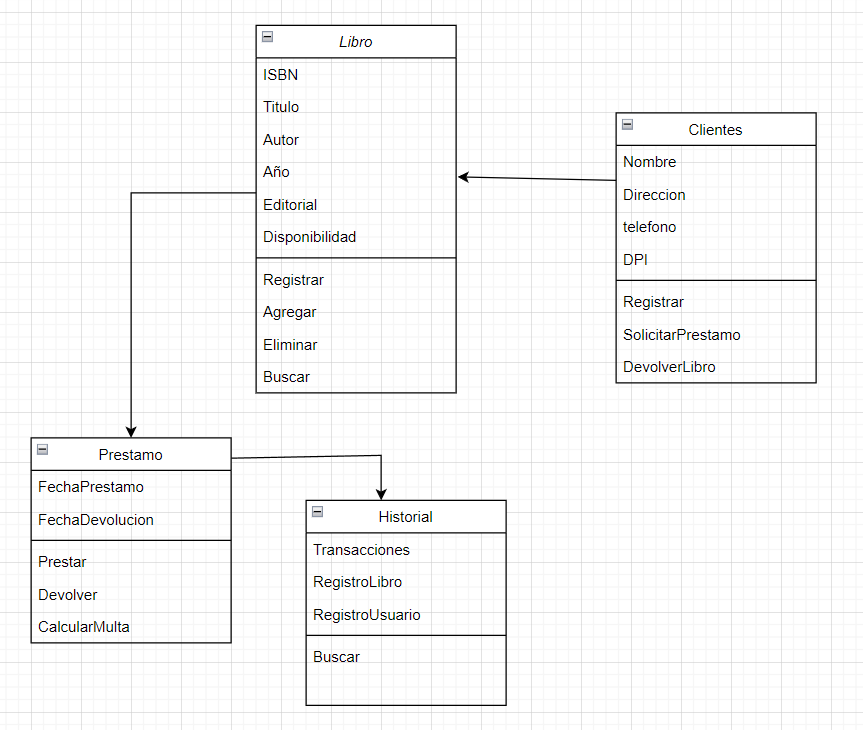 Libro
ISBN
Titulo
Autor
Año
Editorial
Disponibilidad
Registrar
Agregar
Eliminar
Buscar
Clientes
Nombre
Direccion
telefono
DPI
Registrar
SolicitarPrestamo
DevolverLibro
Prestamo
FechaPrestamo
FechaDevolucion
Prestar
Devolver
CalcularMulta
Historial
Transacciones
RegistroLibro
RegistroUsuario
Buscar